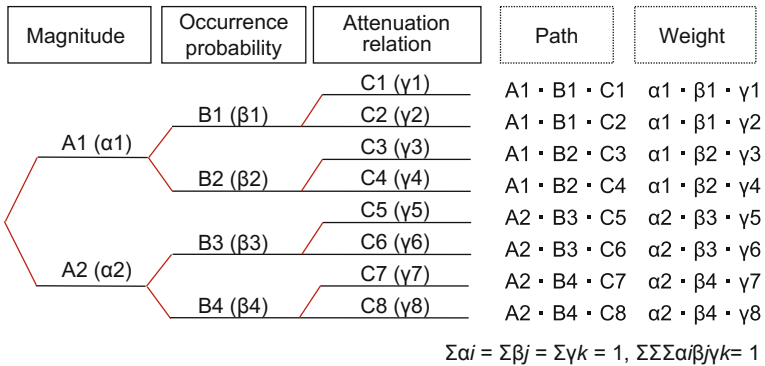 Magnitude
Occurrence
probability
Attenuation
relation
Path
Weight
C1 (γ1)
A1・B1・C1 α1・β1・γ1
B1 (β1)
C2 (γ2)
A1・B1・C2 α1・β1・γ2
A1 (α1)
C3 (γ3)
A1・B2・C3 α1・β2・γ3
B2 (β2)
C4 (γ4)
A1・B2・C4 α1・β2・γ4
C5 (γ5)
A2・B3・C5 α2・β3・γ5
B3 (β3)
C6 (γ6)
A2・B3・C6 α2・β3・γ6
A2 (α2)
C7 (γ7)
A2・B4・C7 α2・β4・γ7
B4 (β4)
C8 (γ8)
A2・B4・C8 α2・β4・γ8
Σαi = Σβj = Σγk = 1, ΣΣΣαiβjγk= 1